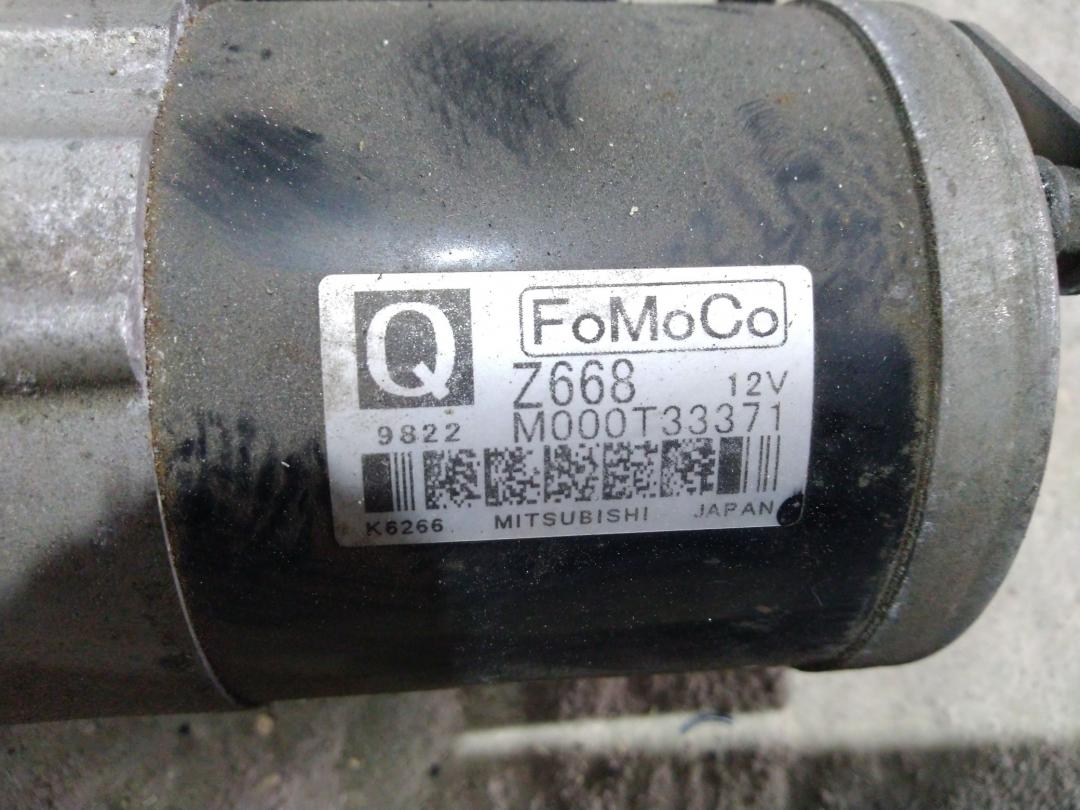 Q
FoMoCo
Z668 12V
9822 M000T33371
K6266 MITSUBISHI JAPAN